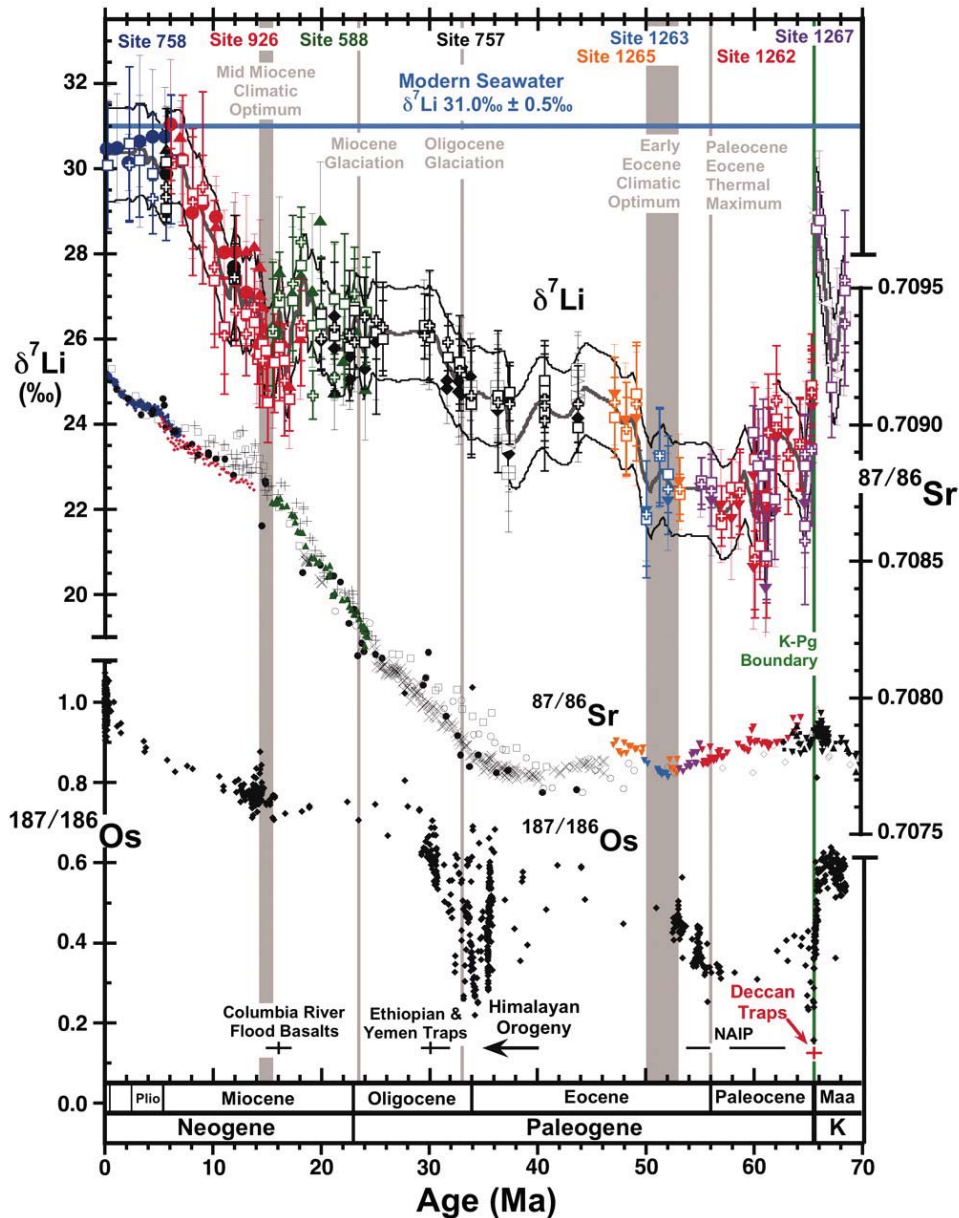 Site 758
Site 926
Site 588
Site 757
Site 1263
Site 1267
Site 1265
Site 1262
Mid Miocene
Climatic
Optimum
Modern Seawater
δ⁷Li 31.0‰ ± 0.5‰
Miocene
Glaciation
Oligocene
Glaciation
Early
Eocene
Climatic
Optimum
Paleocene
Eocene
Thermal
Maximum
32
30
28
26
24
22
20
δ⁷Li
(‰)
δ⁷Li
0.7095
0.7090
0.7085
0.7080
0.7075
87/86Sr
K-Pg
Boundary
87/86Sr
187/186Os
187/186Os
1.0
0.8
0.6
0.4
0.2
0.0
Columbia River
Flood Basalts
Ethiopian &
Yemen Traps
Himalayan
Orogeny
NAIP
Deccan
Traps
Plio
Miocene
Oligocene
Eocene
Paleocene
Maa
Neogene
Paleogene
K
0 10 20 30 40 50 60 70
Age (Ma)